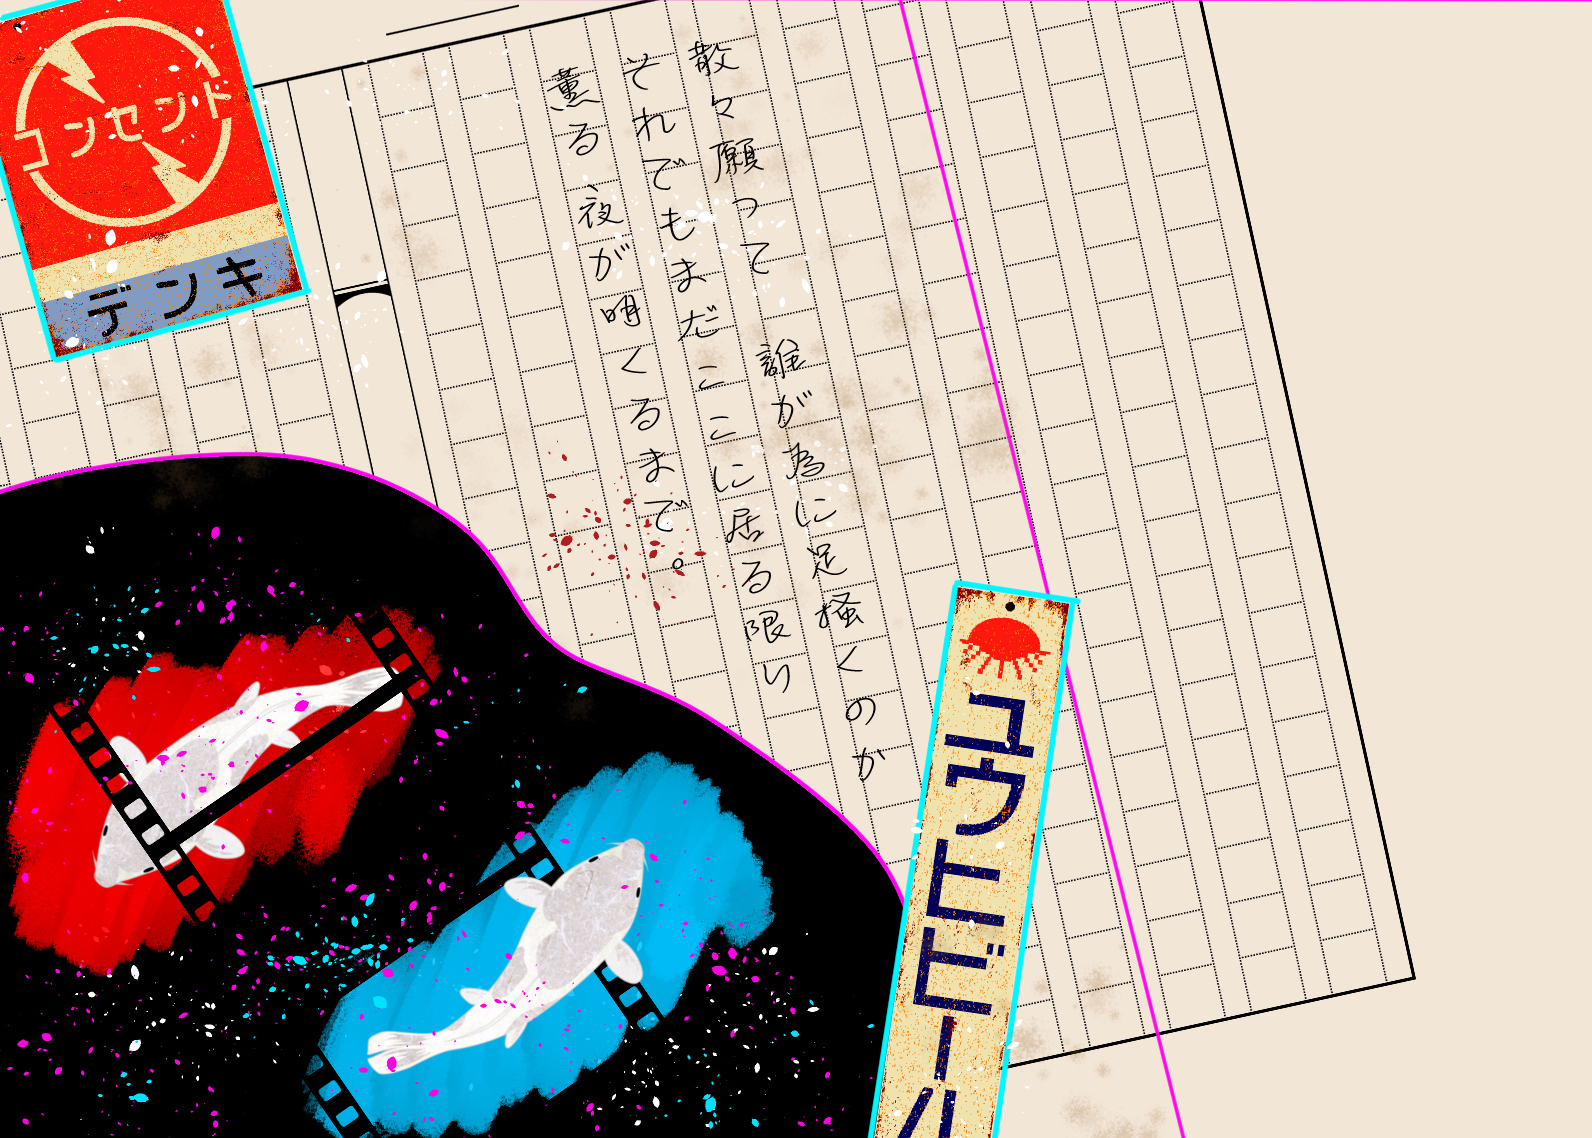 コンセント
デンキ
散々願って 誰が為に足掻くのか
それでもまだここに居る限り
薫る夜が明くるまで。
ユウヒビール